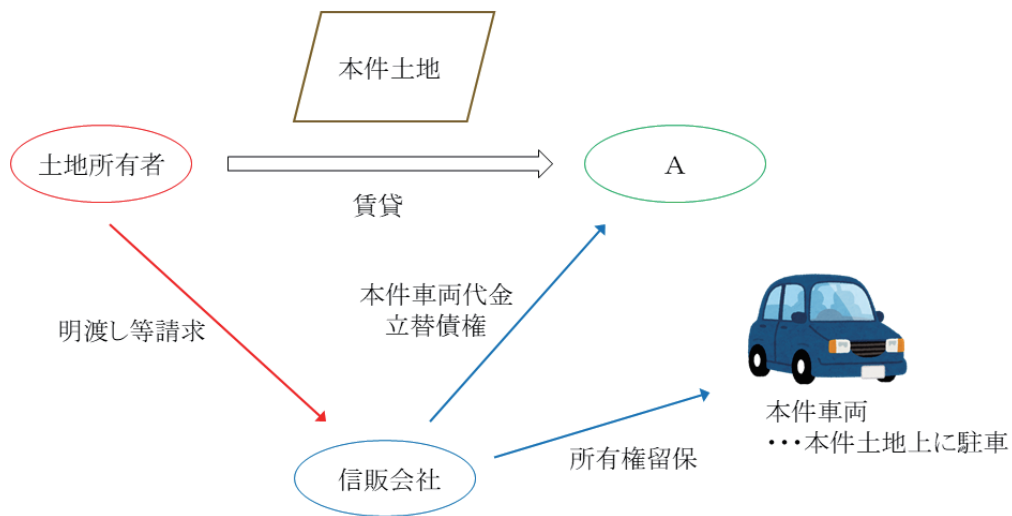 本件土地
土地所有者
A
賃貸
本件車両代金
立替債権
明渡し等請求
本件車両
・・・本件土地上に駐車
所有権留保
信販会社